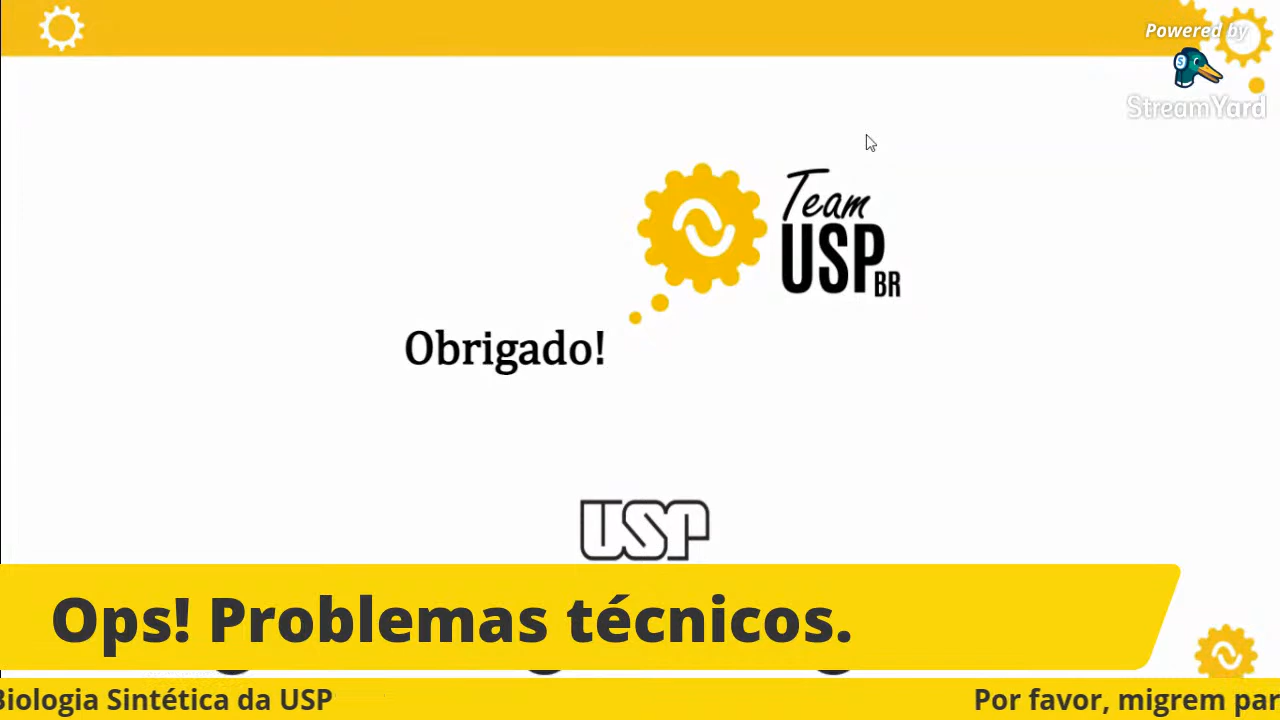 Powered by
StreamYard
Team
USP BR
Obrigado!
USP
Ops! Problemas técnicos.
Biologia Sintética da USP
Por favor, migrem par